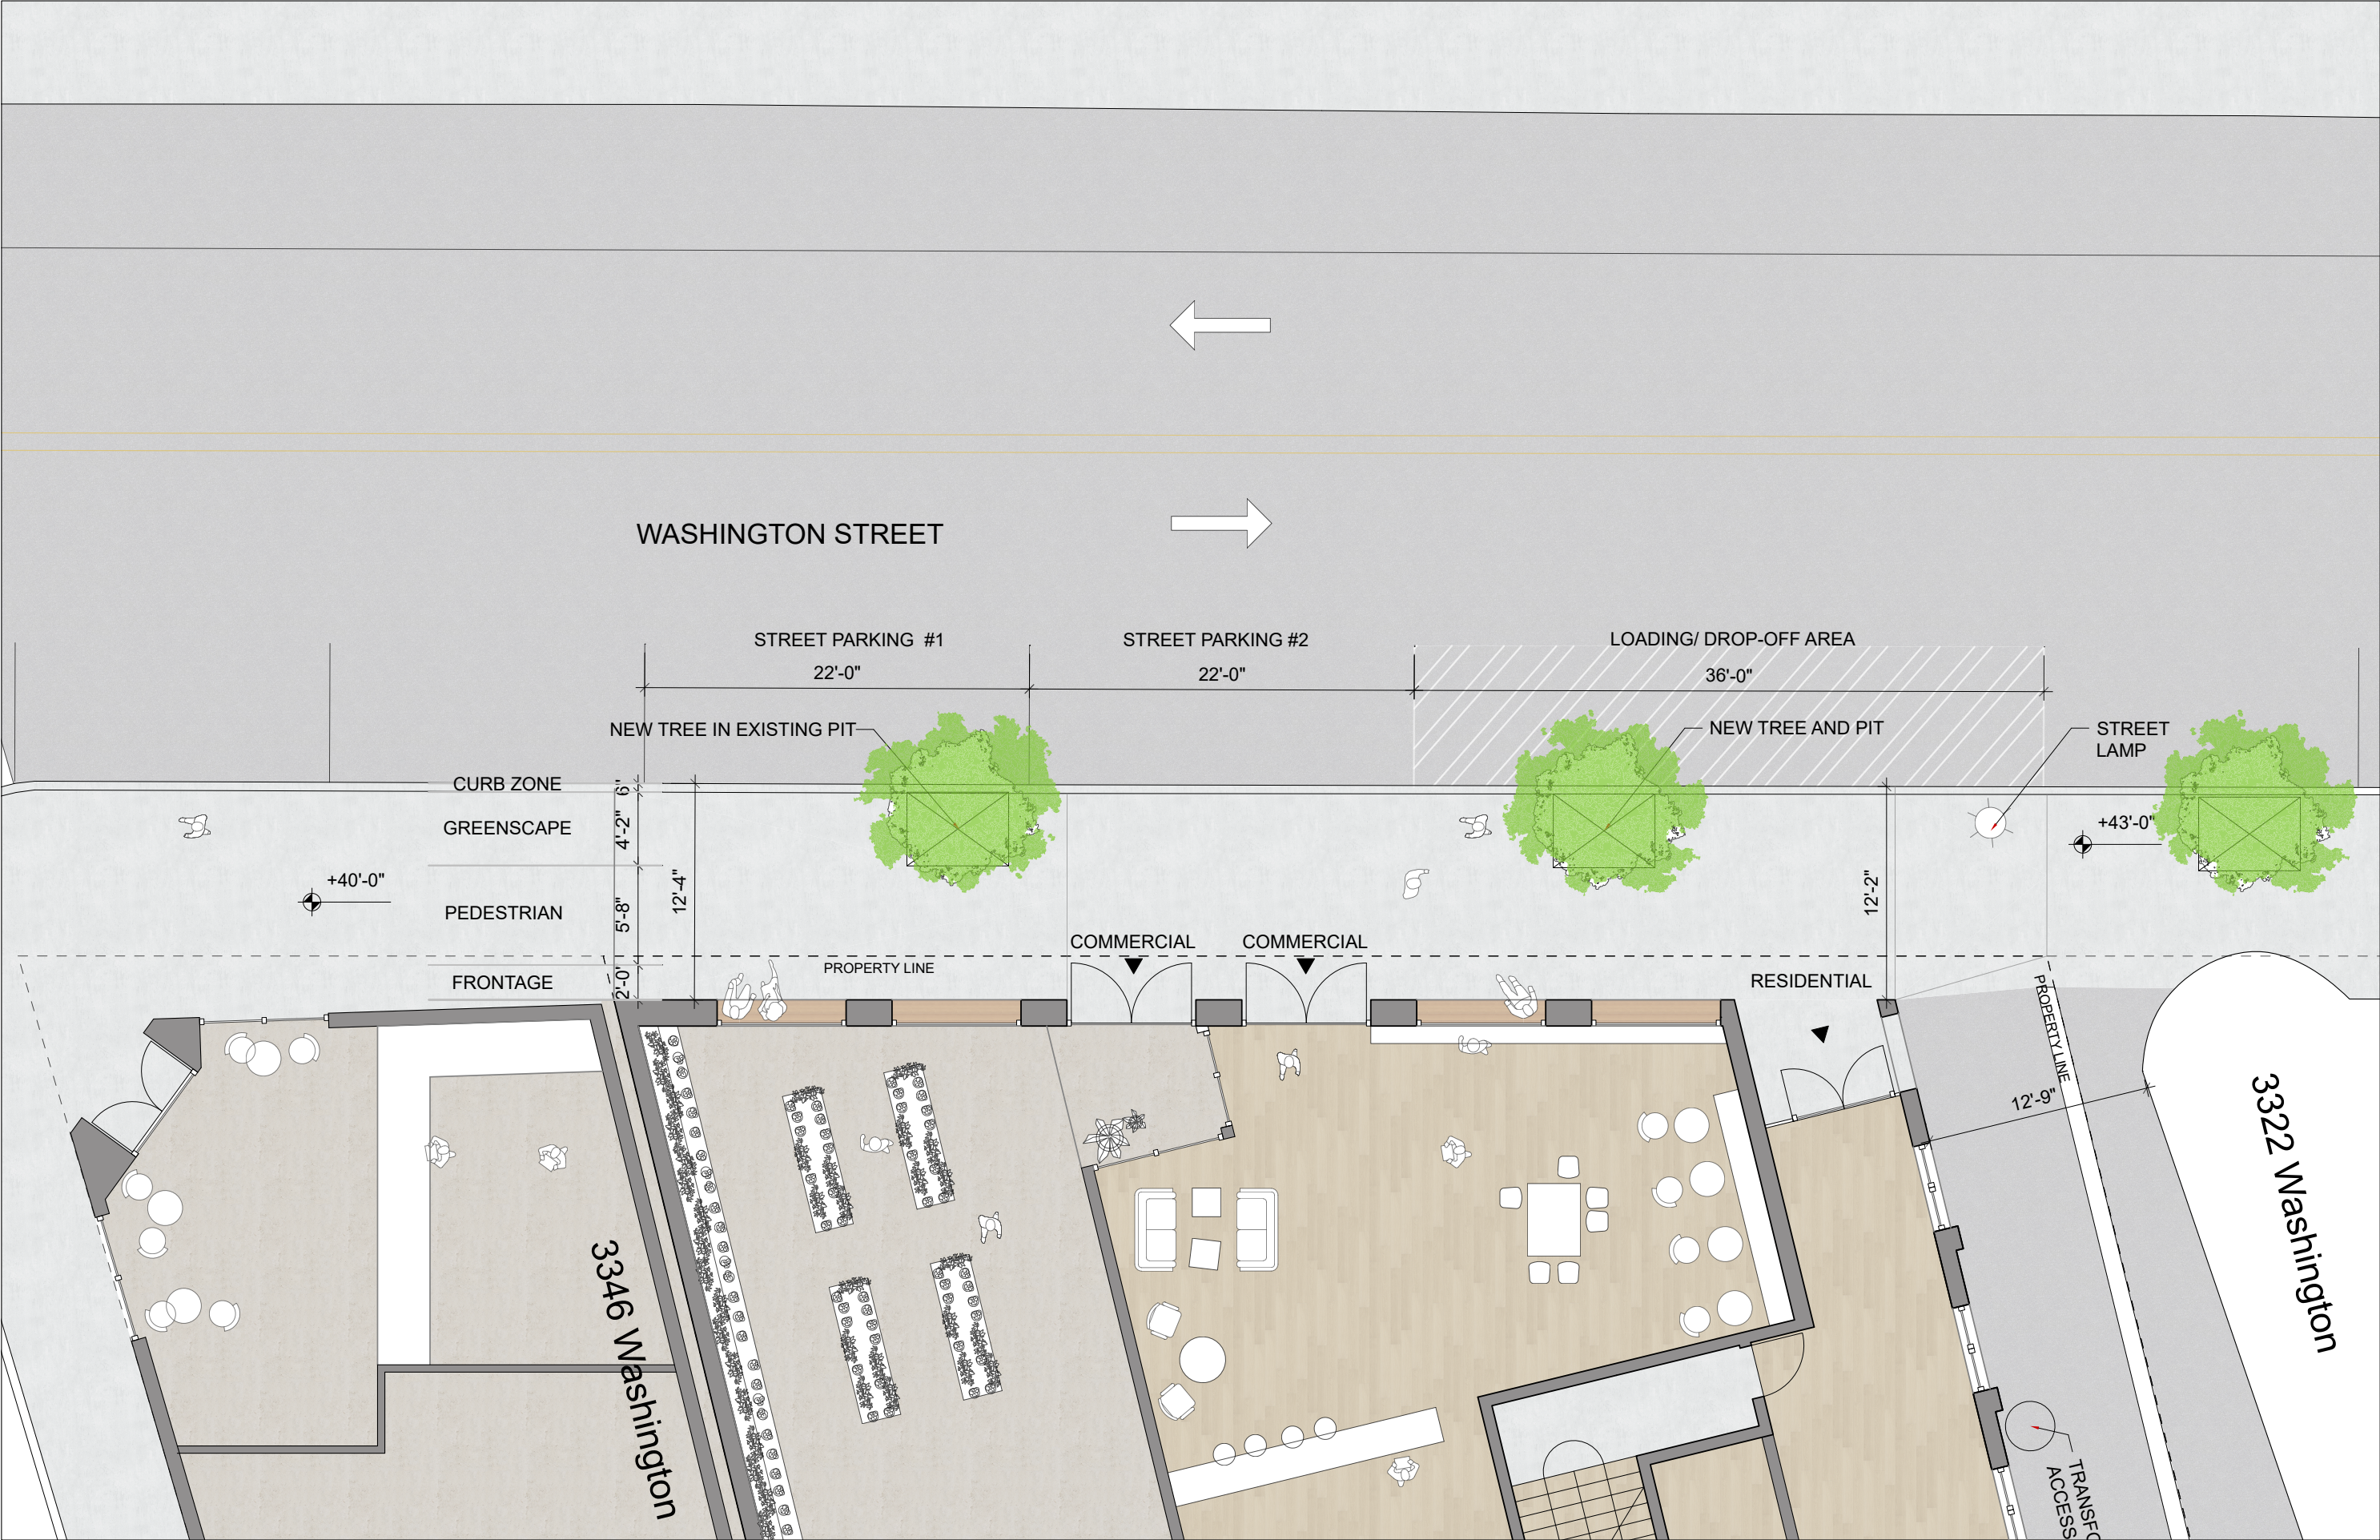 WASHINGTON STREET
STREET PARKING #1
STREET PARKING #2
LOADING/ DROP-OFF AREA
22'-0"
22'-0"
36'-0"
NEW TREE IN EXISTING PIT
NEW TREE AND PIT
STREET
LAMP
CURB ZONE
6"
GREENSCAPE
4'-2"
+43'-0"
+40'-0"
12'-4"
12'-2"
PEDESTRIAN
5'-8"
COMMERCIAL
COMMERCIAL
PROPERTY LINE
FRONTAGE
2'-0"
RESIDENTIAL
PROPERTY LINE
12'-9"
3346 Washington
3322 Washington
TRANSFO
ACCESS